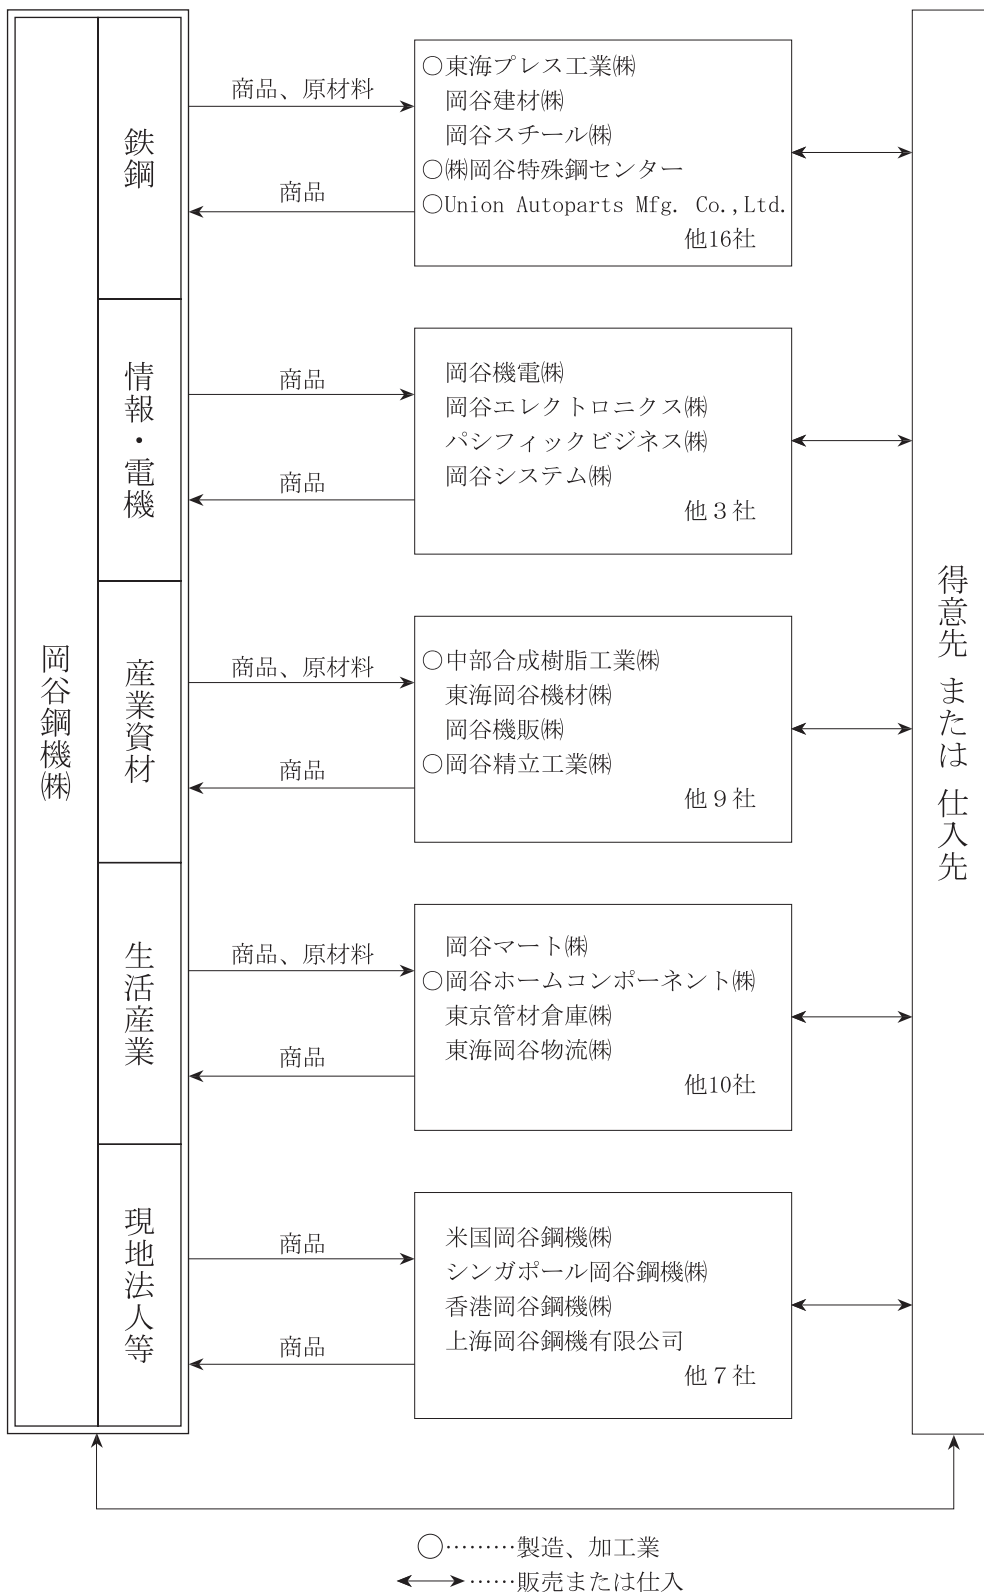 岡谷鋼機㈱
鉄鋼
商品、原材料
商品
○東海プレス工業㈱
岡谷建材㈱
岡谷スチール㈱
○㈱岡谷特殊鋼センター
○Union Autoparts Mfg. Co.,Ltd.
他16社
情報・電機
商品
商品
岡谷機電㈱
岡谷エレクトロニクス㈱
パシフィックビジネス㈱
岡谷システム㈱
他３社
産業資材
商品、原材料
商品
○中部合成樹脂工業㈱
東海岡谷機材㈱
岡谷機販㈱
○岡谷精立工業㈱
他９社
生活産業
商品、原材料
商品
岡谷マート㈱
○岡谷ホームコンポーネント㈱
東京管材倉庫㈱
東海岡谷物流㈱
他10社
現地法人等
商品
商品
米国岡谷鋼機㈱
シンガポール岡谷鋼機㈱
香港岡谷鋼機㈱
上海岡谷鋼機有限公司
他７社
得意先 または 仕入先
○………製造、加工業
←→……販売または仕入